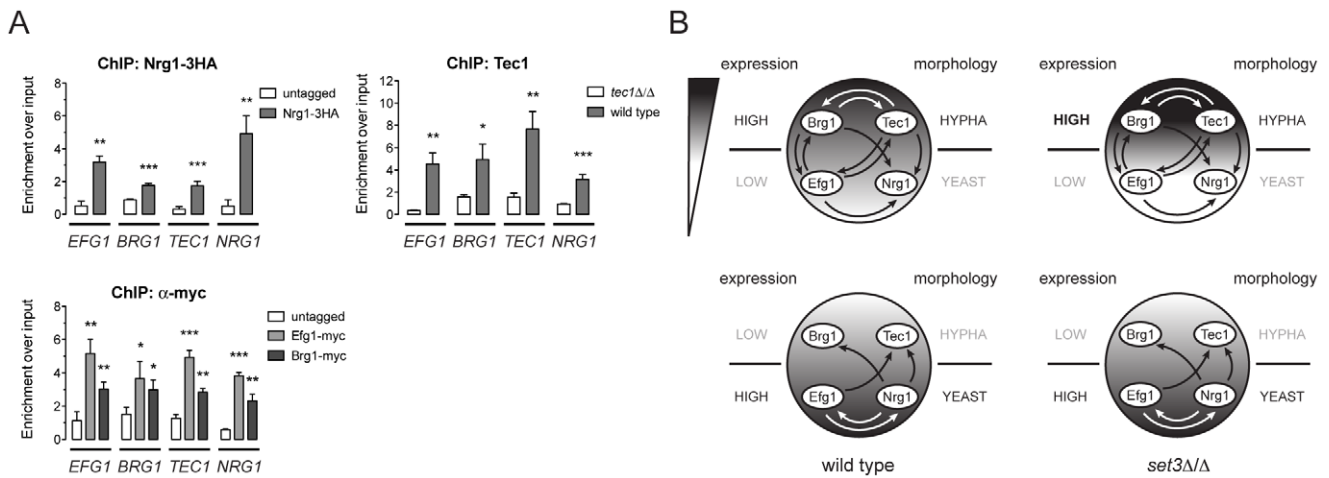 A
ChIP: Nrg1-3HA
Enrichment over input
8
6
4
2
0
untagged
Nrg1-3HA
**
***
***
**
EFG1 BRG1 TEC1 NRG1
ChIP: Tec1
Enrichment over input
12
10
8
6
4
2
0
tec1Δ/Δ
wild type
**
*
**
***
EFG1 BRG1 TEC1 NRG1
ChIP: α-myc
Enrichment over input
8
6
4
2
0
untagged
Efg1-myc
Brg1-myc
**
**
*
*
***
**
***
**
EFG1 BRG1 TEC1 NRG1
B
expression morphology
HIGH Brg1 Tec1 HYPHA
LOW Efg1 Nrg1 YEAST
expression morphology
HIGH Brg1 Tec1 HYPHA
LOW Efg1 Nrg1 YEAST
expression morphology
LOW Brg1 Tec1 HYPHA
HIGH Efg1 Nrg1 YEAST
wild type
expression morphology
LOW Brg1 Tec1 HYPHA
HIGH Efg1 Nrg1 YEAST
set3Δ/Δ